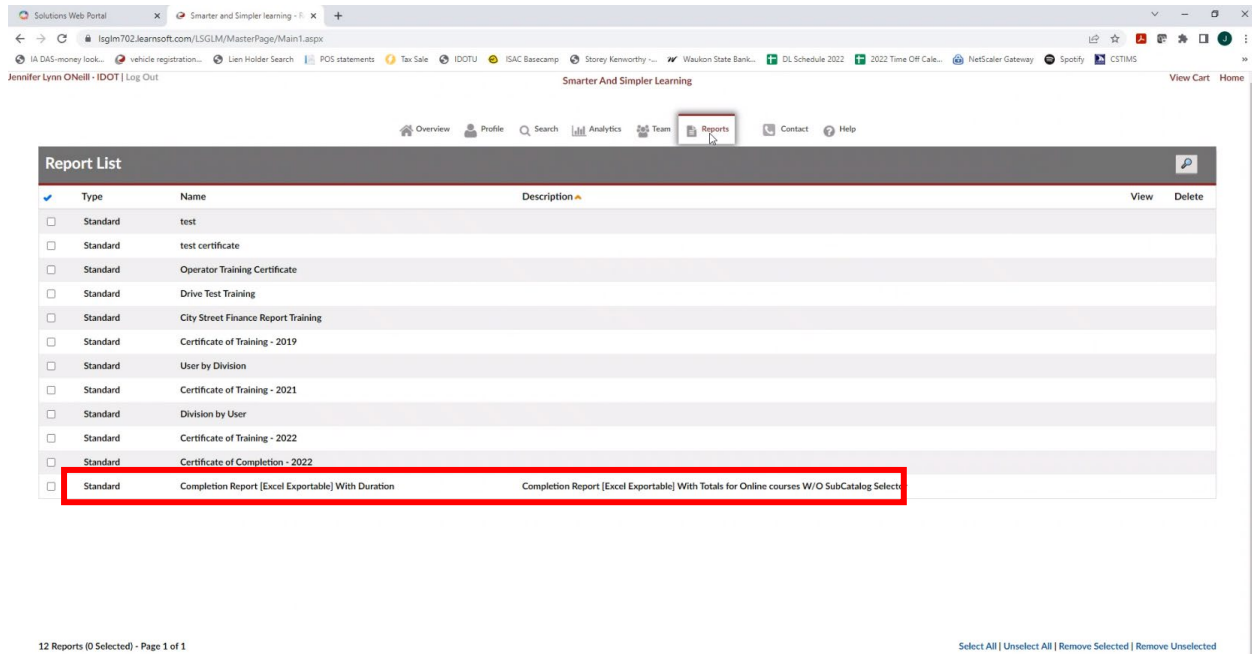 Solutions Web Portal
Smarter and Simpler learning - R
lsglm702.learnsoft.com/LSGLM/MasterPage/Main1.aspx
IA DAS-money look... vehicle registration... Lien Holder Search POS statements Tax Sale IDOTU ISAC Basecamp Storey Kenworthy -... Waukon State Bank... DL Schedule 2022 2022 Time Off Cale... NetScaler Gateway Spotify CSTIMS »
Jennifer Lynn ONeill - IDOT | Log Out Smarter And Simpler Learning View Cart Home
Overview Profile Search Analytics Team Reports Contact Help
Report List
Type Name Description View Delete
Standard test
Standard test certificate
Standard Operator Training Certificate
Standard Drive Test Training
Standard City Street Finance Report Training
Standard Certificate of Training - 2019
Standard User by Division
Standard Certificate of Training - 2021
Standard Division by User
Standard Certificate of Training - 2022
Standard Certificate of Completion - 2022
Standard Completion Report [Excel Exportable] With Duration Completion Report [Excel Exportable] With Totals for Online courses W/O SubCatalog Selector
12 Reports (0 Selected) - Page 1 of 1 Select All | Unselect All | Remove Selected | Remove Unselected